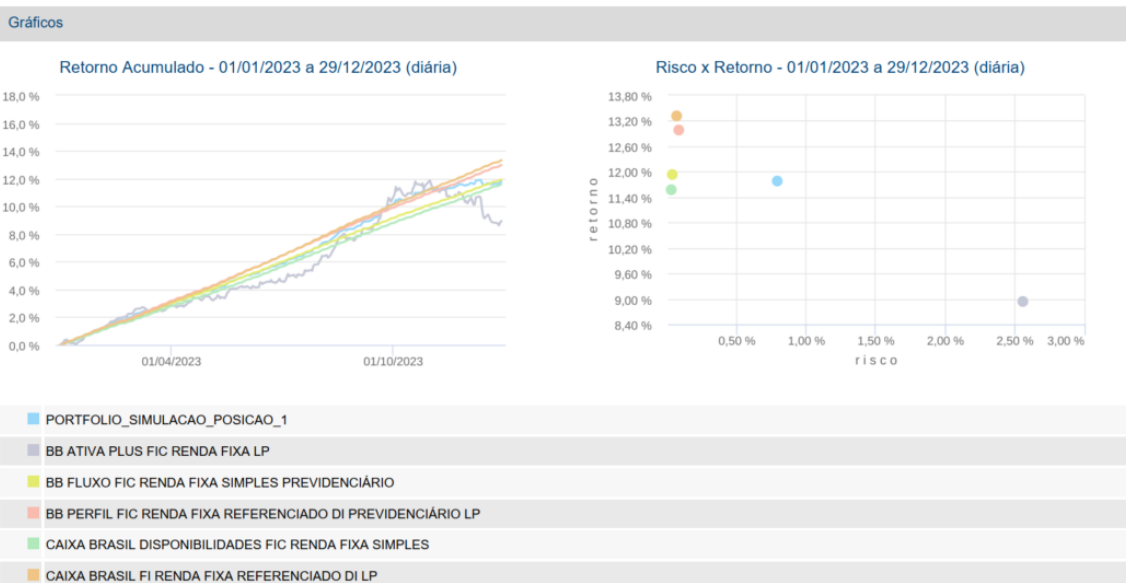 Gráficos
Retorno Acumulado - 01/01/2023 a 29/12/2023 (diária)
18,0 %
16,0 %
14,0 %
12,0 %
10,0 %
8,0 %
6,0 %
4,0 %
2,0 %
0,0 %
01/04/2023
01/10/2023
Risco x Retorno - 01/01/2023 a 29/12/2023 (diária)
retorno
13,80 %
13,20 %
12,60 %
12,00 %
11,40 %
10,80 %
10,20 %
9,60 %
9,00 %
8,40 %
0,50 %
1,00 %
1,50 %
2,00 %
2,50 %
3,00 %
risco
PORTFOLIO_SIMULACAO_POSICAO_1
BB ATIVA PLUS FIC RENDA FIXA LP
BB FLUXO FIC RENDA FIXA SIMPLES PREVIDENCIÁRIO
BB PERFIL FIC RENDA FIXA REFERENCIADO DI PREVIDENCIÁRIO LP
CAIXA BRASIL DISPONIBILIDADES FIC RENDA FIXA SIMPLES
CAIXA BRASIL FI RENDA FIXA REFERENCIADO DI LP